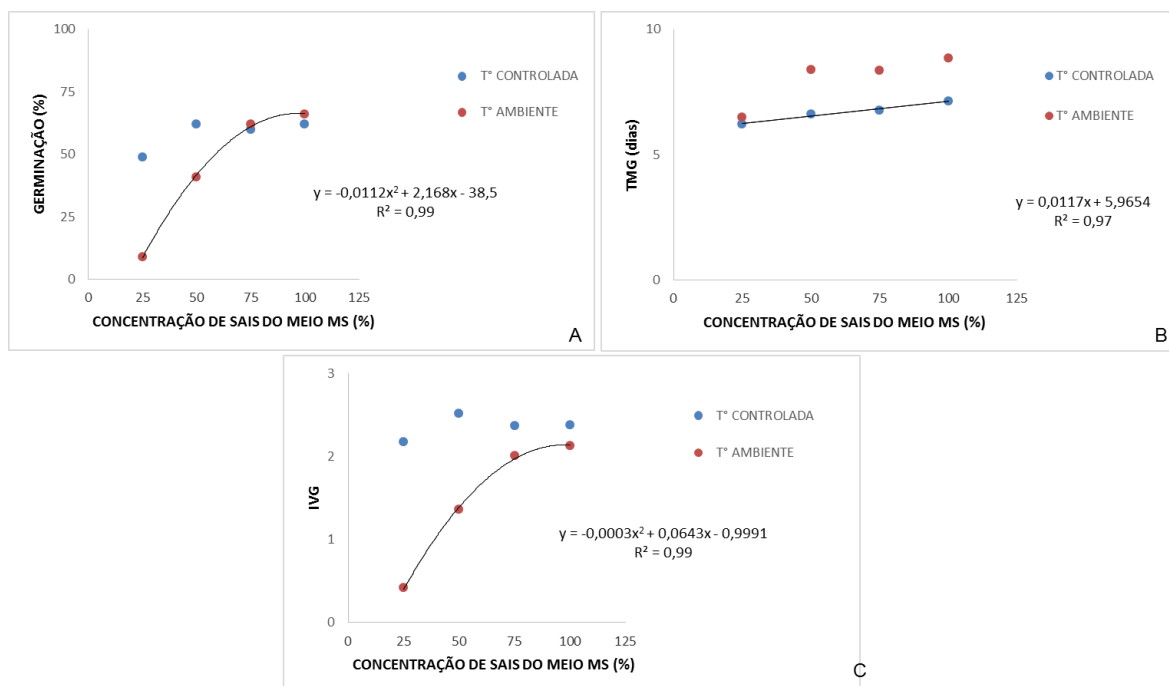 100
75
50
25
0
GERMINAÇÃO (%)
0 25 50 75 100 125
CONCENTRAÇÃO DE SAIS DO MEIO MS (%)
T° CONTROLADA
T° AMBIENTE
y = -0,0112x² + 2,168x - 38,5
R² = 0,99
A
10
5
0
TMG (dias)
0 25 50 75 100 125
CONCENTRAÇÃO DE SAIS DO MEIO MS (%)
T° CONTROLADA
T° AMBIENTE
y = 0,0117x + 5,9654
R² = 0,97
B
3
2
1
0
IVG
0 25 50 75 100 125
CONCENTRAÇÃO DE SAIS DO MEIO MS (%)
T° CONTROLADA
T° AMBIENTE
y = -0,0003x² + 0,0643x - 0,9991
R² = 0,99
C